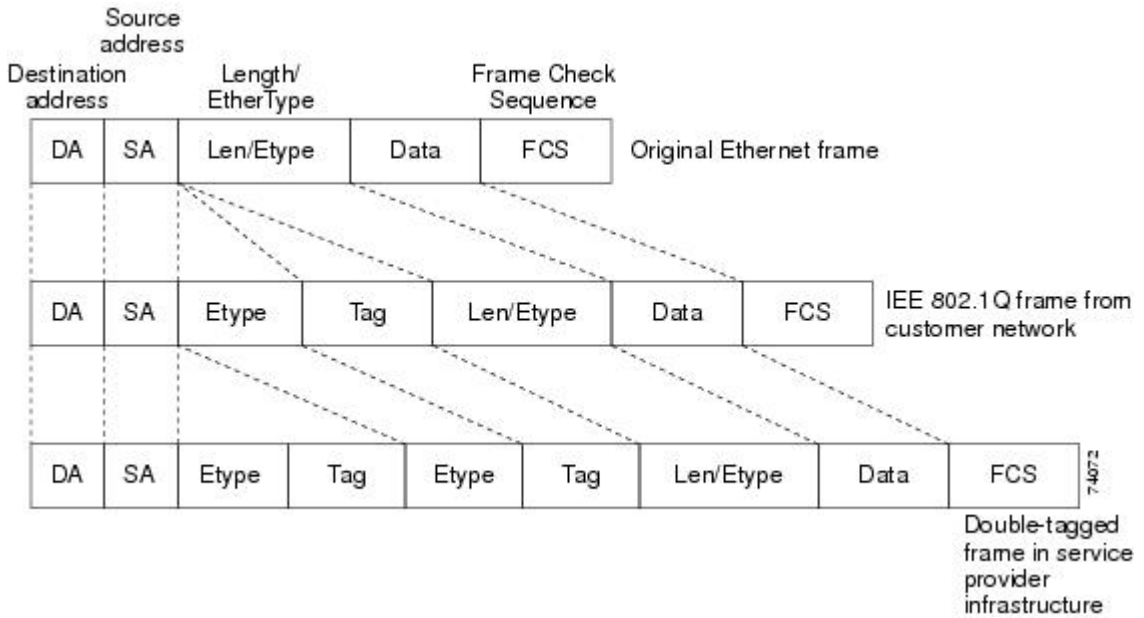 Source
address
Destination
address
Length/
EtherType
Frame Check
Sequence
DA SA Len/Etype Data FCS Original Ethernet frame
DA SA Etype Tag Len/Etype Data FCS
IEE 802.1Q frame from
customer network
DA SA Etype Tag Etype Tag Len/Etype Data FCS
74072
Double-tagged
frame in service
provider
infrastructure